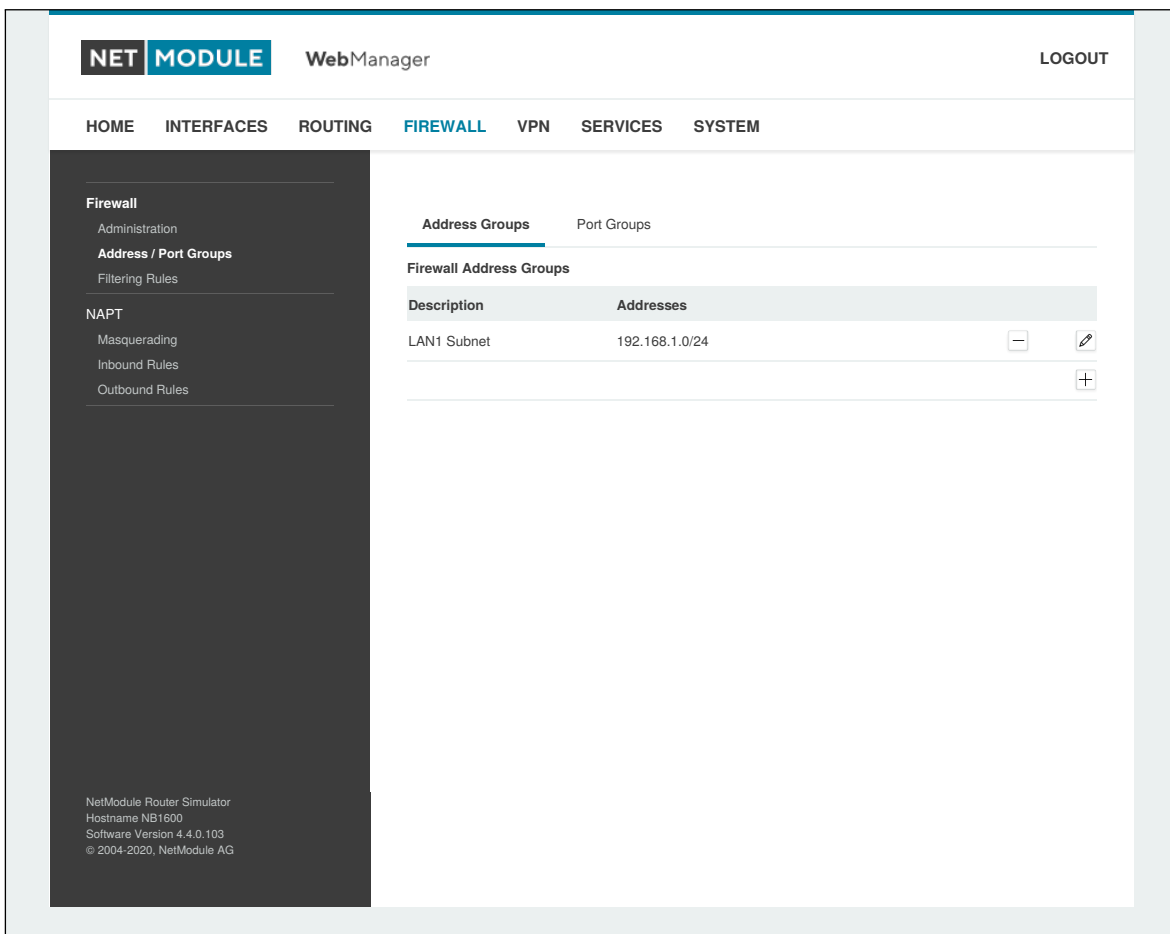 NET MODULE WebManager LOGOUT
HOME INTERFACES ROUTING FIREWALL VPN SERVICES SYSTEM
Firewall
Administration
Address / Port Groups
Filtering Rules
NAPT
Masquerading
Inbound Rules
Outbound Rules
Address Groups Port Groups
Firewall Address Groups
Description Addresses
LAN1 Subnet 192.168.1.0/24
NetModule Router Simulator
Hostname NB1600
Software Version 4.4.0.103
© 2004-2020, NetModule AG